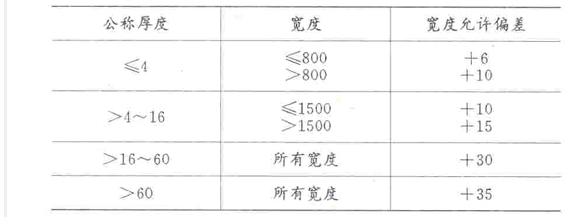 公称厚度 宽度 宽度允许偏差
≤4 ≤800 +6
>800 +10
>4～16 ≤1500 +10
>1500 +15
>16～60 所有宽度 +30
>60 所有宽度 +35